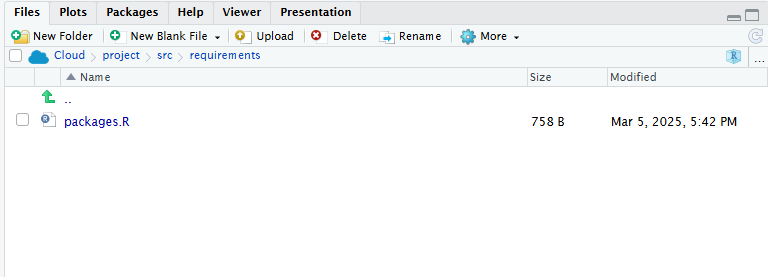 Files Plots Packages Help Viewer Presentation
New Folder New Blank File Upload Delete Rename More
Cloud project src requirements R ...
Name Size Modified
..
R packages.R 758 B Mar 5, 2025, 5:42 PM